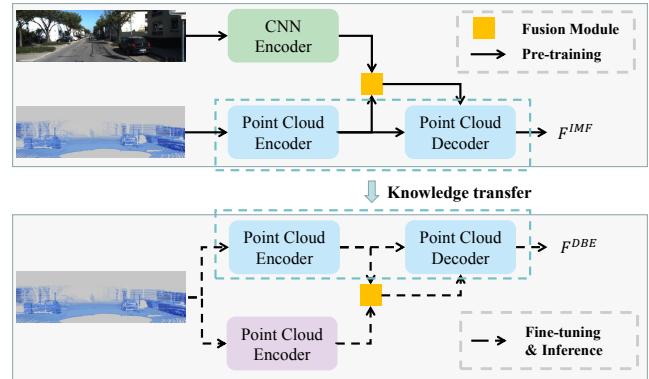 CNN
Encoder
Fusion Module
Pre-training
Point Cloud
Encoder
Point Cloud
Decoder
F^{IMF}
Knowledge transfer
Point Cloud
Encoder
Point Cloud
Decoder
F^{DBE}
Point Cloud
Encoder
Fine-tuning
& Inference